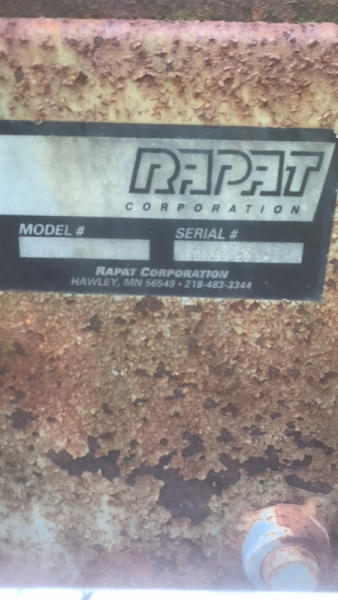 RAPAT
CORPORATION
MODEL # SERIAL #
RAPAT CORPORATION
HAWLEY, MN 56549 • 218-483-3344